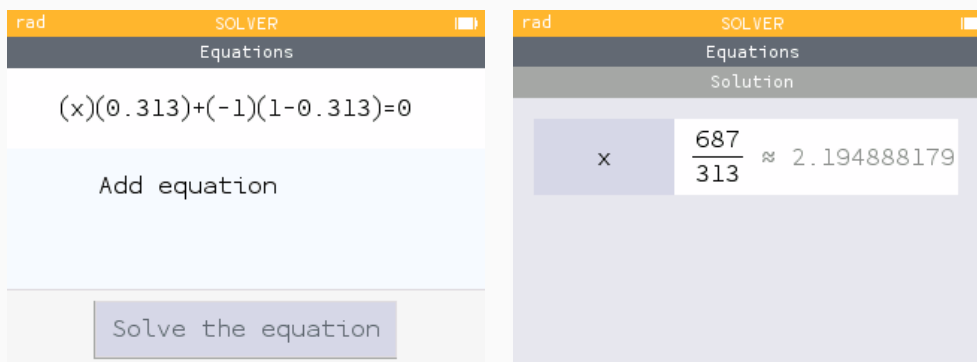 rad SOLVER
Equations
(x)(0.313)+(-1)(1-0.313)=0
Add equation
Solve the equation
rad SOLVER
Equations
Solution
x 687/313 ≈ 2.194888179